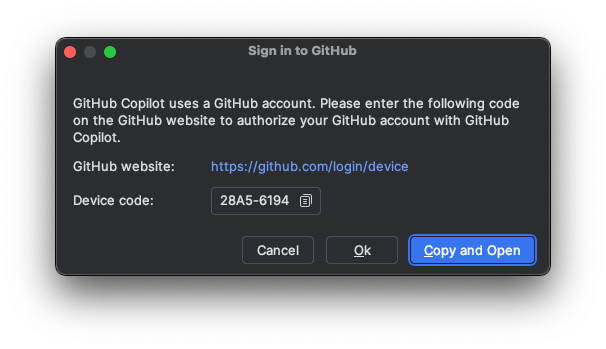 Sign in to GitHub
GitHub Copilot uses a GitHub account. Please enter the following code
on the GitHub website to authorize your GitHub account with GitHub
Copilot.
GitHub website: https://github.com/login/device
Device code: 28A5-6194
Cancel Ok Copy and Open